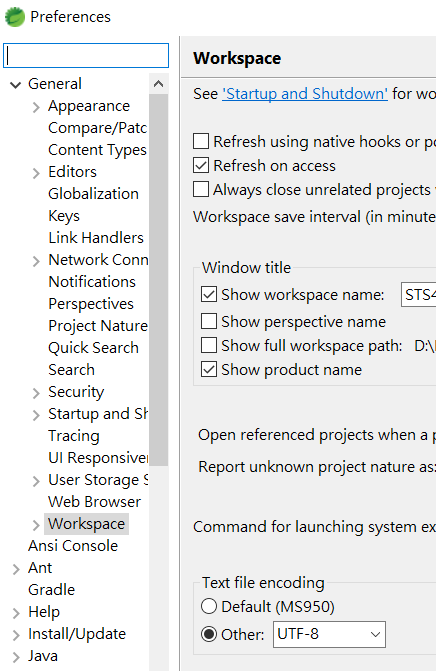 Preferences
General
Appearance
Compare/Patc
Content Types
Editors
Globalization
Keys
Link Handlers
Network Conn
Notifications
Perspectives
Project Nature
Quick Search
Search
Security
Startup and Sh
Tracing
UI Responsive
User Storage S
Web Browser
Workspace
Ansi Console
Ant
Gradle
Help
Install/Update
Java
Workspace
See 'Startup and Shutdown' for wo
Refresh using native hooks or po
Refresh on access
Always close unrelated projects
Workspace save interval (in minute
Window title
Show workspace name: STS4
Show perspective name
Show full workspace path: D:\
Show product name
Open referenced projects when a p
Report unknown project nature as:
Command for launching system ex
Text file encoding
Default (MS950)
Other: UTF-8